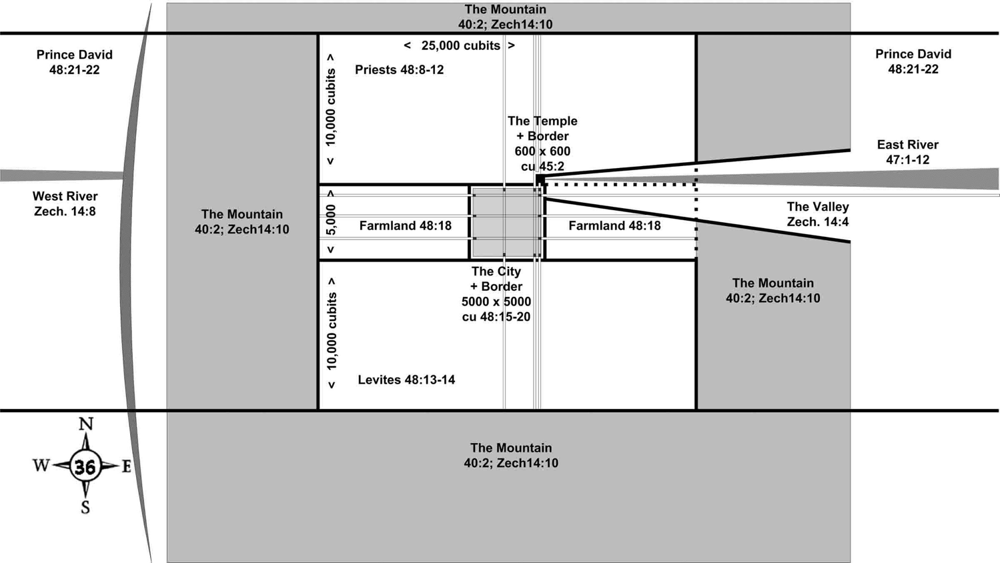 The Mountain
40:2; Zech14:10
Prince David
48:21-22
< 25,000 cubits >
Prince David
48:21-22
< 10,000 cubits >
Priests 48:8-12
The Temple
+ Border
600 x 600
cu 45:2
East River
47:1-12
West River
Zech. 14:8
The Mountain
40:2; Zech14:10
< 5,000 >
Farmland 48:18
Farmland 48:18
The Valley
Zech. 14:4
The City
+ Border
5000 x 5000
cu 48:15-20
The Mountain
40:2; Zech14:10
< 10,000 cubits >
Levites 48:13-14
The Mountain
40:2; Zech14:10
N
W 36 E
S